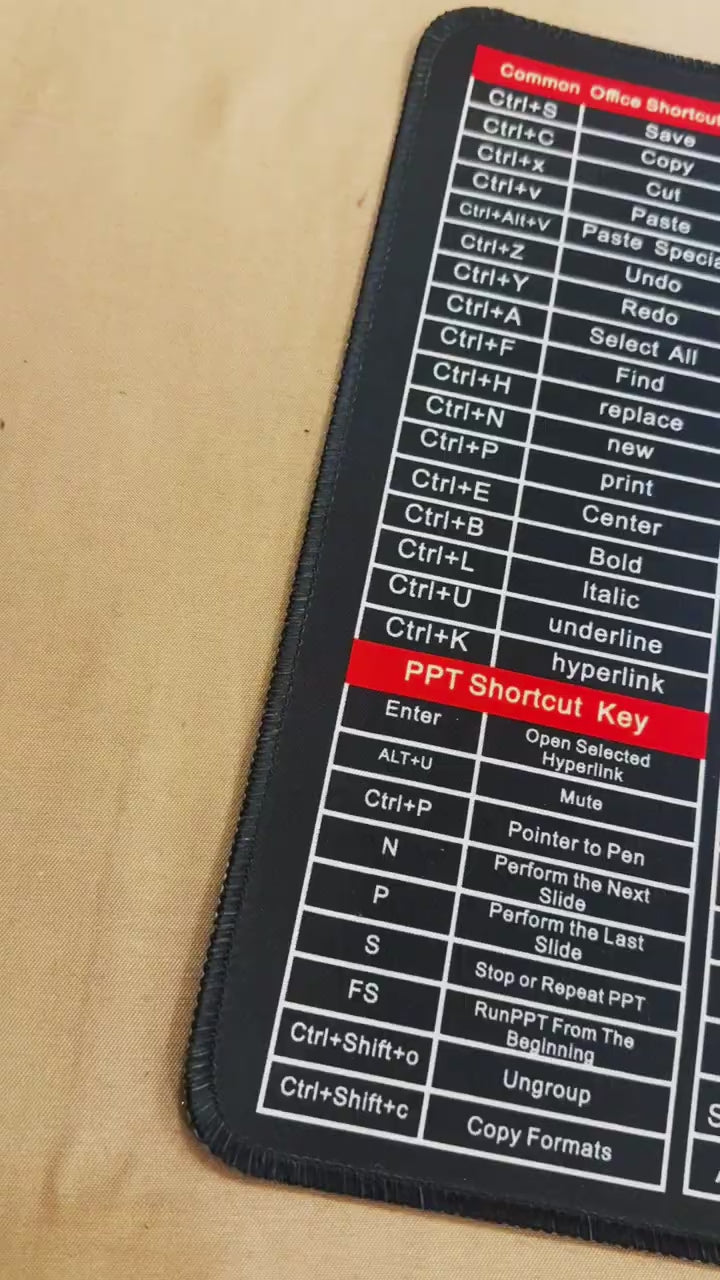 Common Office Shortcut
Ctrl+S Save
Ctrl+C Copy
Ctrl+x Cut
Ctrl+v Paste
Ctrl+Alt+V Paste Specia
Ctrl+Z Undo
Ctrl+Y Redo
Ctrl+A Select All
Ctrl+F Find
Ctrl+H replace
Ctrl+N new
Ctrl+P print
Ctrl+E Center
Ctrl+B Bold
Ctrl+L Italic
Ctrl+U underline
Ctrl+K hyperlink
PPT Shortcut Key
Enter Open Selected
Hyperlink
ALT+U Mute
Ctrl+P Pointer to Pen
N Perform the Next
Slide
P Perform the Last
Slide
S Stop or Repeat PPT
FS RunPPT From The
Beginning
Ctrl+Shift+o Ungroup
Ctrl+Shift+c Copy Formats